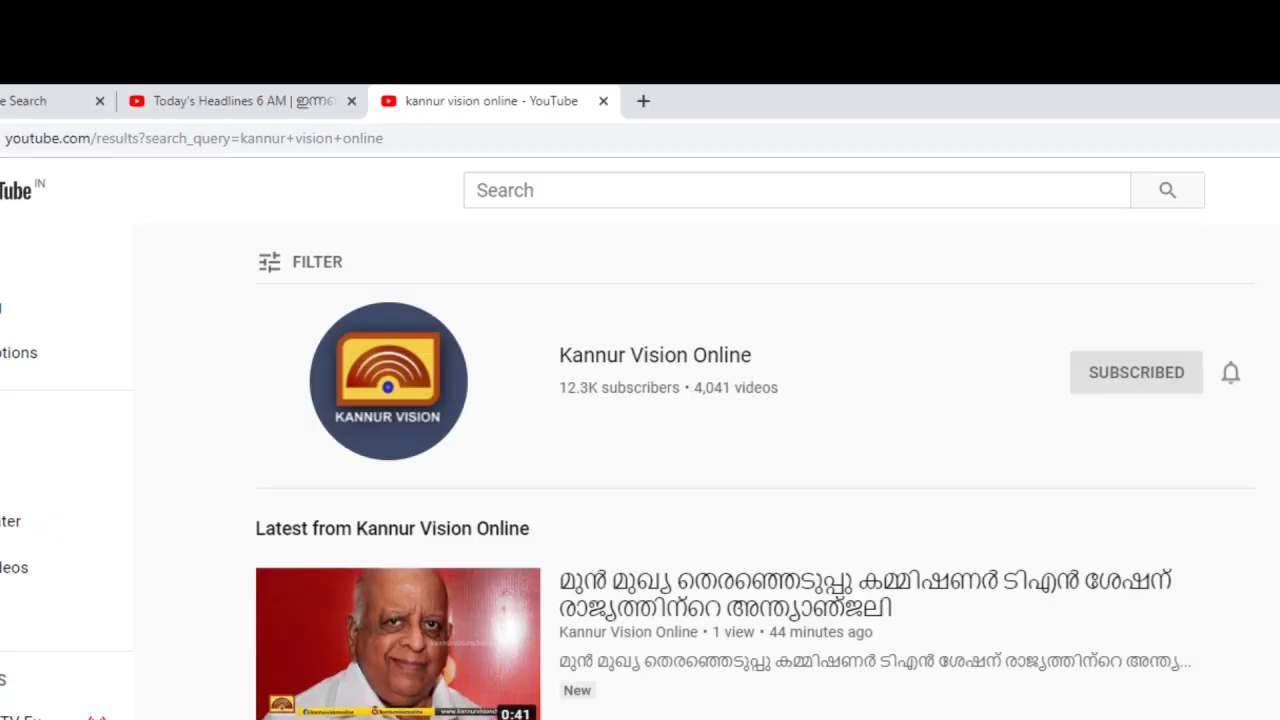 e Search
Today's Headlines 6 AM | ഇന്നത
kannur vision online - YouTube
youtube.com/results?search_query=kannur+vision+online
Tube IN
Search
FILTER
KANNUR VISION
Kannur Vision Online
12.3K subscribers • 4,041 videos
SUBSCRIBED
ptions
ter
leos
S
Latest from Kannur Vision Online
മുൻ മുഖ്യ തെരഞ്ഞെടുപ്പു കമ്മിഷണർ ടിഎൻ ശേഷന്
രാജ്യത്തിന്റെ അന്ത്യാഞ്ജലി
Kannur Vision Online • 1 view • 44 minutes ago
മുൻ മുഖ്യ തെരഞ്ഞെടുപ്പു കമ്മിഷണർ ടിഎൻ ശേഷന് രാജ്യത്തിന്റെ അന്ത്യ...
New
0:41